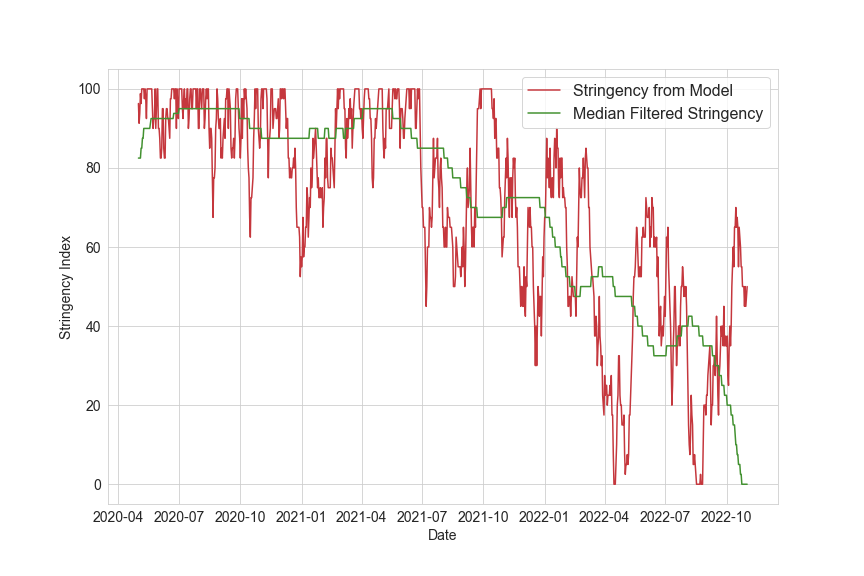 Stringency from Model
Median Filtered Stringency
100
80
60
40
20
0
Stringency Index
2020-04 2020-07 2020-10 2021-01 2021-04 2021-07 2021-10 2022-01 2022-04 2022-07 2022-10
Date